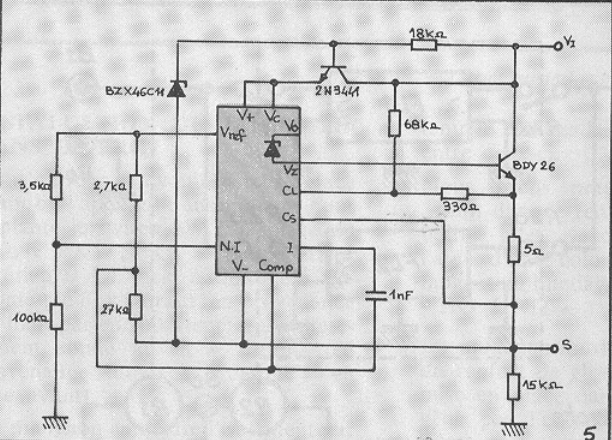 18kΩ
VI
BZX46C11
2N3441
V+
Vc
Vref
Vo
68kΩ
VZ
BDY26
3,5kΩ
2,7kΩ
CL
330Ω
CS
5Ω
N.I
I
V-
Comp
1nF
100kΩ
27kΩ
S
15kΩ
5